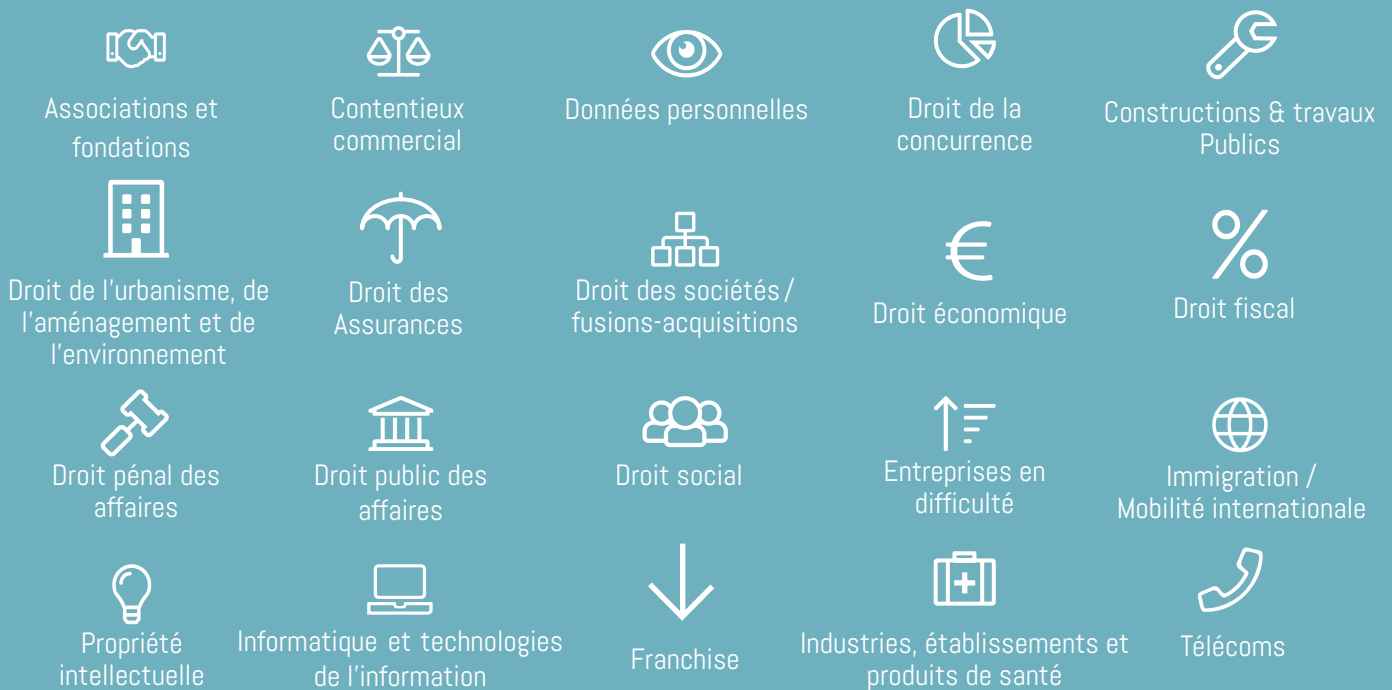 Associations et
fondations
Contentieux
commercial
Données personnelles
Droit de la
concurrence
Constructions & travaux
Publics
Droit de l'urbanisme, de
l'aménagement et de
l'environnement
Droit des
Assurances
Droit des sociétés /
fusions-acquisitions
Droit économique
Droit fiscal
Droit pénal des
affaires
Droit public des
affaires
Droit social
Entreprises en
difficulté
Immigration /
Mobilité internationale
Propriété
intellectuelle
Informatique et technologies
de l'information
Franchise
Industries, établissements et
produits de santé
Télécoms